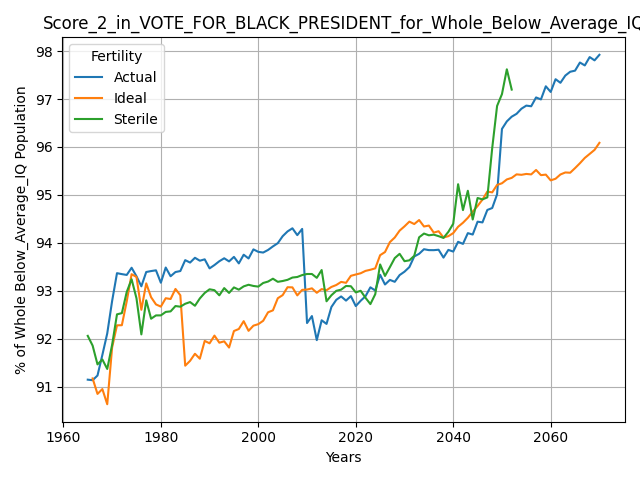 Score_2_in_VOTE_FOR_BLACK_PRESIDENT_for_Whole_Below_Average_IQ
Fertility
Actual
Ideal
Sterile
% of Whole Below_Average_IQ Population
98
97
96
95
94
93
92
91
1960 1980 2000 2020 2040 2060
Years